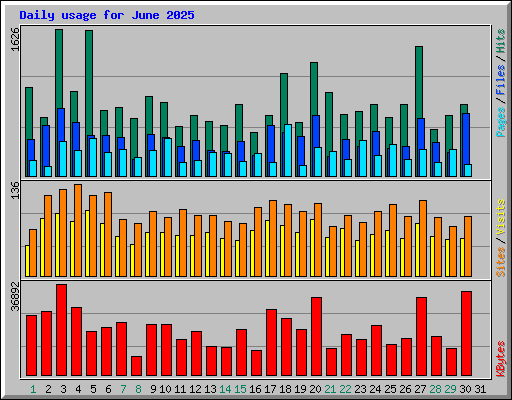 Daily usage for June 2025
1626
Pages / Files / Hits
136
Sites / Visits
36892
KBytes
1 2 3 4 5 6 7 8 9 10 11 12 13 14 15 16 17 18 19 20 21 22 23 24 25 26 27 28 29 30 31